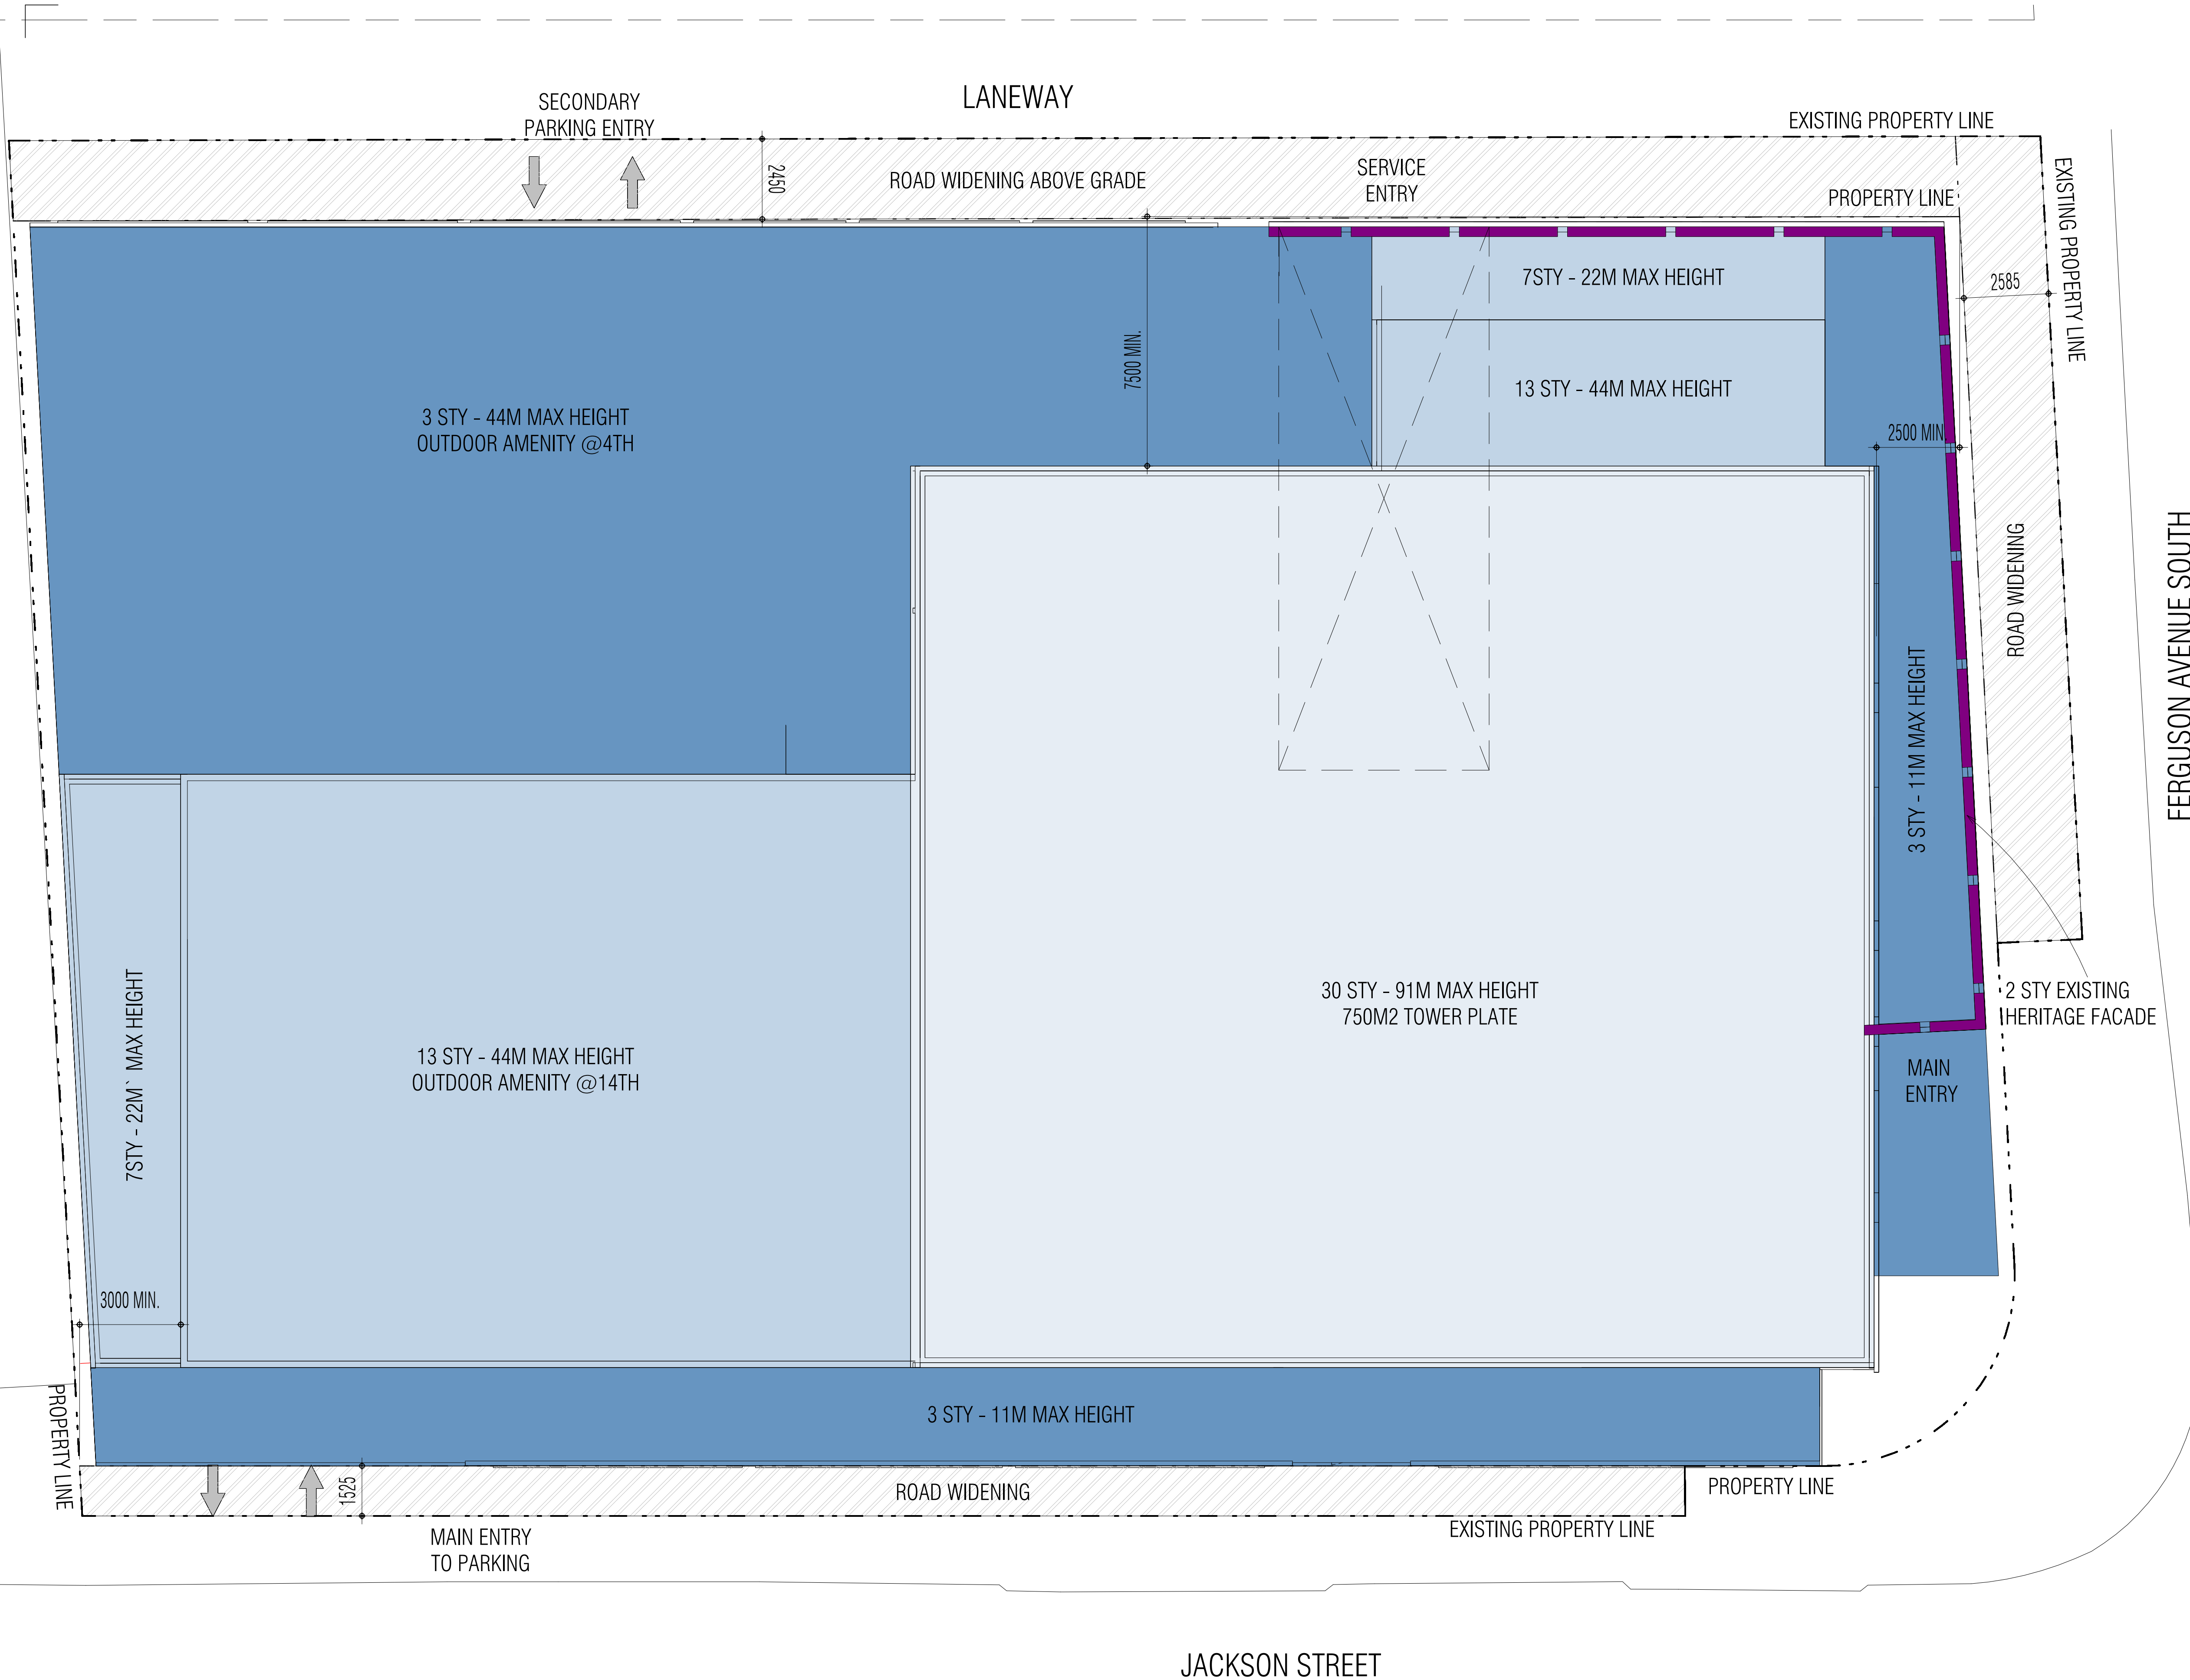 LANEWAY
SECONDARY
PARKING ENTRY
EXISTING PROPERTY LINE
2450
ROAD WIDENING ABOVE GRADE
SERVICE
ENTRY
PROPERTY LINE
EXISTING PROPERTY LINE
7STY - 22M MAX HEIGHT
2585
7500 MIN.
13 STY - 44M MAX HEIGHT
3 STY - 44M MAX HEIGHT
OUTDOOR AMENITY @4TH
2500 MIN.
ROAD WIDENING
FERGUSON AVENUE SOUTH
3 STY - 11M MAX HEIGHT
30 STY - 91M MAX HEIGHT
750M2 TOWER PLATE
2 STY EXISTING
HERITAGE FACADE
7STY - 22M` MAX HEIGHT
13 STY - 44M MAX HEIGHT
OUTDOOR AMENITY @14TH
MAIN
ENTRY
3000 MIN.
3 STY - 11M MAX HEIGHT
PROPERTY LINE
1525
ROAD WIDENING
PROPERTY LINE
EXISTING PROPERTY LINE
MAIN ENTRY
TO PARKING
JACKSON STREET